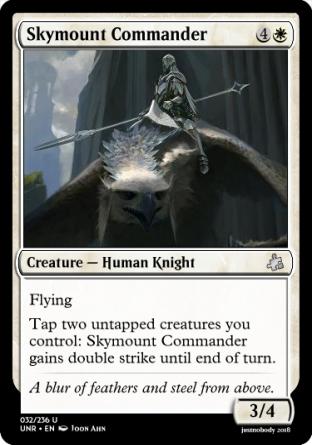 Skymount Commander 4
Creature — Human Knight
Flying
Tap two untapped creatures you
control: Skymount Commander
gains double strike until end of turn.
A blur of feathers and steel from above.
3/4
032/236 U
UNR • EN Joon Ahn
justnobody 2018